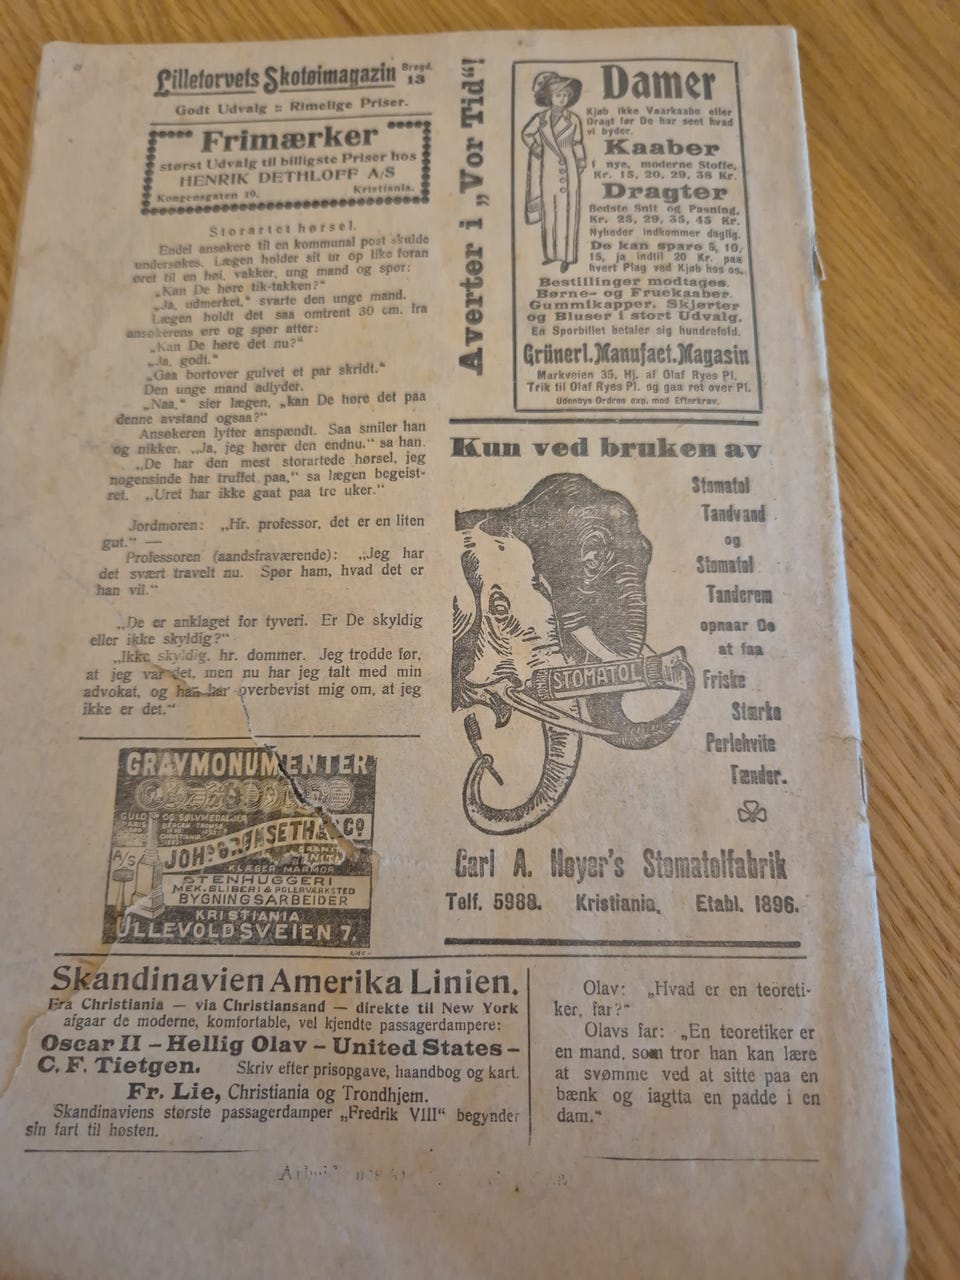 Lilletorvets Skotøimagazin Brogd. 13
Godt Udvalg :: Rimelige Priser.
Frimærker
størst Udvalg til billigste Priser hos
HENRIK DETHLOFF A/S
Kongensgaten 19. Kristiania.
Storartet hørsel.
Endel ansøkere til en kommunal post skulde
undersøkes. Lægen holder sit ur op like foran
øret til en høi, vakker, ung mand og spør:
„Kan De høre tik-takken?"
„Ja, udmerket," svarte den unge mand.
Lægen holdt det saa omtrent 30 cm. fra
ansøkerens øre og spør atter:
„Kan De høre det nu?"
„Ja, godt."
„Gaa bortover gulvet et par skridt."
Den unge mand adlyder.
„Naa," sier lægen, „kan De høre det paa
denne avstand ogsaa?"
Ansøkeren lytter anspændt. Saa smiler han
og nikker. „Ja, jeg hører den endnu." sa han.
„De har den mest storartede hørsel, jeg
nogensinde har truffet paa," sa lægen begeist-
ret. „Uret har ikke gaat paa tre uker."
Jordmoren: „Hr. professor, det er en liten
gut." —
Professoren (aandsfraværende): „Jeg har
det svært travelt nu. Spør ham, hvad det er
han vil."
„De er anklaget for tyveri. Er De skyldig
eller ikke skyldig?"
„Ikke skyldig, hr. dommer. Jeg trodde før,
at jeg var det, men nu har jeg talt med min
advokat, og han har overbevist mig om, at jeg
ikke er det."
GRAVMONUMENTER
GULD OG SØLVMEDALJER
PARIS BERGEN TROMSØ
A/S JOHS GRØNSETH & CO
GRANIT
KLÆBER MARMOR
STENHUGGERI
MEK. SLIBERI & POLERVÆRKSTED
BYGNINGSARBEIDER
KRISTIANIA
ULLEVOLDSVEIEN 7.
Averter i „Vor Tid"!
Damer
Kjøb ikke Vaarkaabe eller
Dragt før De har seet hvad
vi byder.
Kaaber
i nye, moderne Stoffe,
Kr. 15, 20, 29, 38 Kr.
Dragter
Bedste Snit og Pasning,
Kr. 25, 29, 35, 45 Kr.
Nyheder indkommer daglig.
De kan spare 5, 10,
15, ja indtil 20 Kr. paa
hvert Plag ved Kjøb hos os.
Bestillinger modtages.
Børne- og Fruekaaber.
Gummikapper, Skjørter
og Bluser i stort Udvalg.
En Sporbillet betaler sig hundrefold.
Grünerl. Manufact. Magasin
Markveien 35, Hj. af Olaf Ryes Pl.
Trik til Olaf Ryes Pl. og gaa ret over Pl.
Udenbys Ordres exp. mod Efterkrav.
Kun ved bruken av
Stomatol
Tandvand
og
Stomatol
Tandcrem
opnaar De
at faa
Friske
Stærke
Perlehvite
Tænder.
STOMATOL
Carl A. Høyer's Stomatolfabrik
Telf. 5988. Kristiania. Etabl. 1896.
Skandinavien Amerika Linien.
Fra Christiania — via Christiansand — direkte til New York
afgaar de moderne, komfortable, vel kjendte passagerdampere:
Oscar II – Hellig Olav – United States –
C. F. Tietgen. Skriv efter prisopgave, haandbog og kart.
Fr. Lie, Christiania og Trondhjem.
Skandinaviens største passagerdamper „Fredrik VIII" begynder
sin fart til høsten.
Olav: „Hvad er en teoreti-
ker, far?"
Olavs far: „En teoretiker er
en mand, som tror han kan lære
at svømme ved at sitte paa en
bænk og iagtta en padde i en
dam."